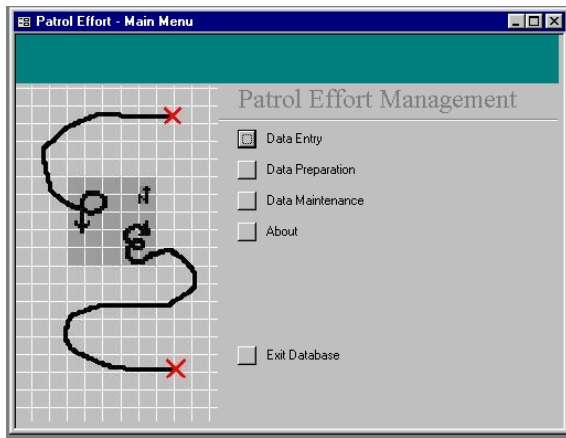 Patrol Effort - Main Menu
Patrol Effort Management
Data Entry
Data Preparation
Data Maintenance
About
Exit Database